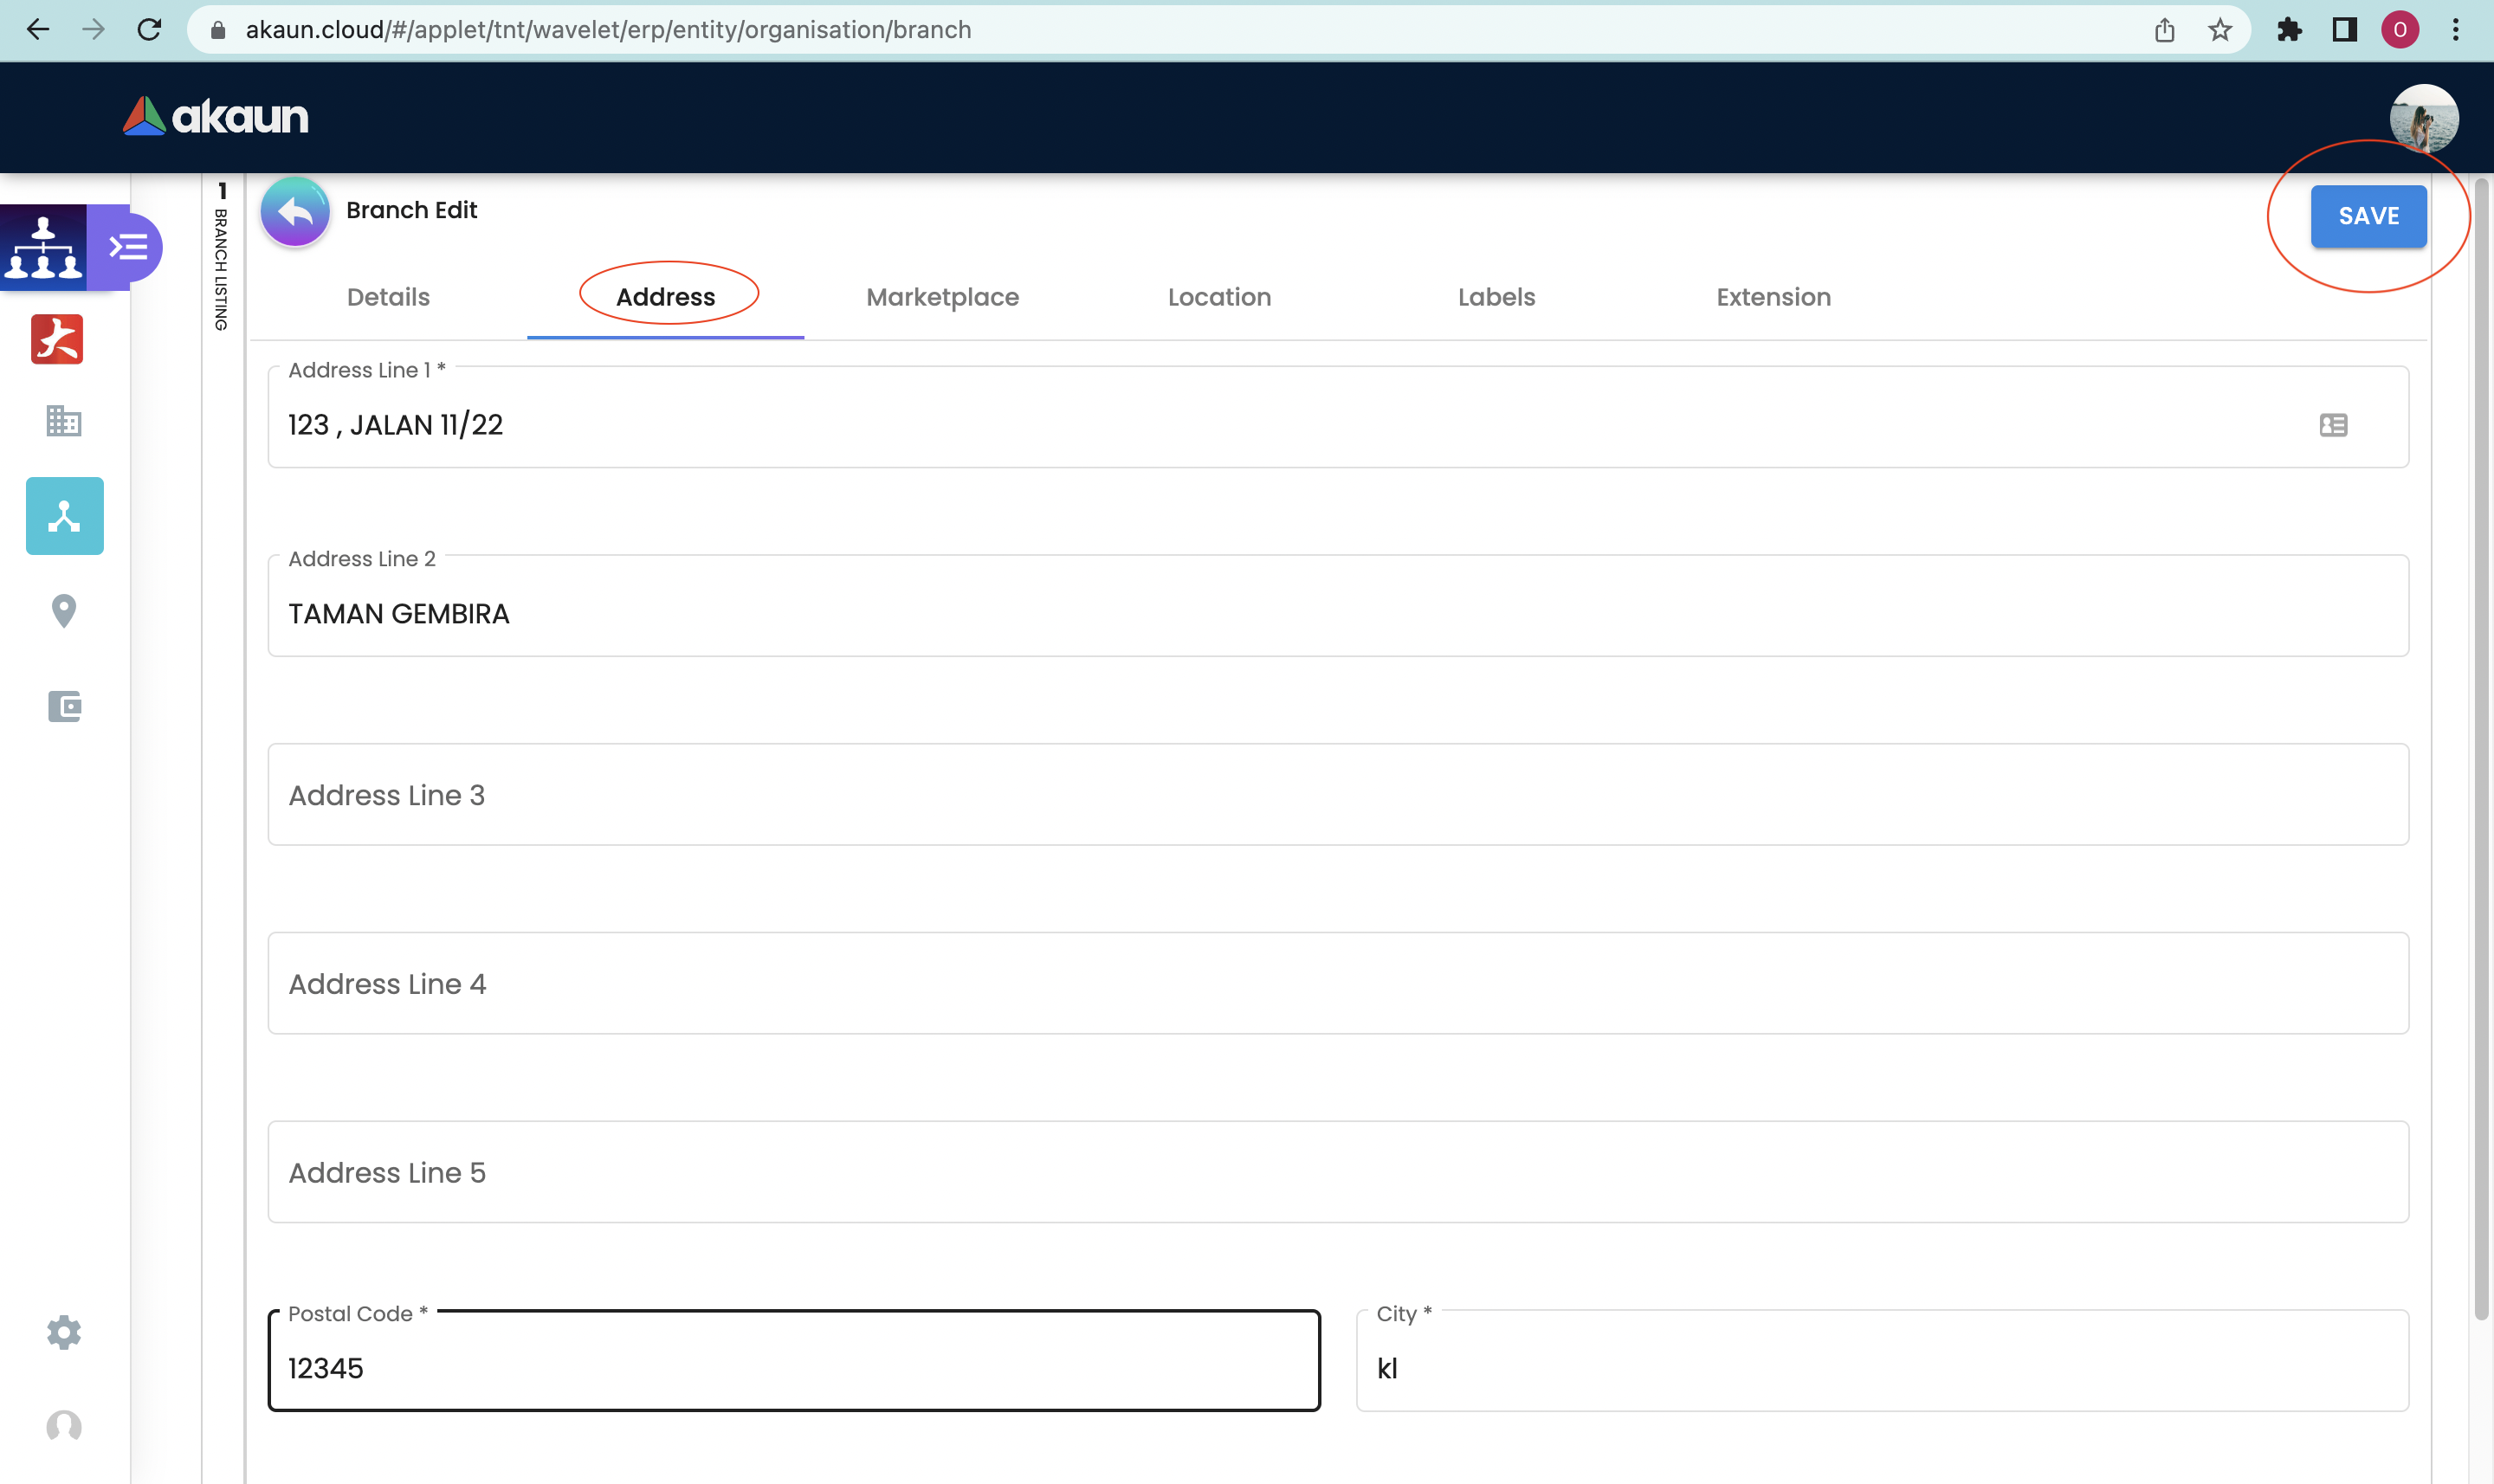 akaun.cloud/#/applet/tnt/wavelet/erp/entity/organisation/branch
O
akaun
1 BRANCH LISTING
Branch Edit
SAVE
Details Address Marketplace Location Labels Extension
Address Line 1 *
123 , JALAN 11/22
Address Line 2
TAMAN GEMBIRA
Address Line 3
Address Line 4
Address Line 5
Postal Code * City *
12345 kl